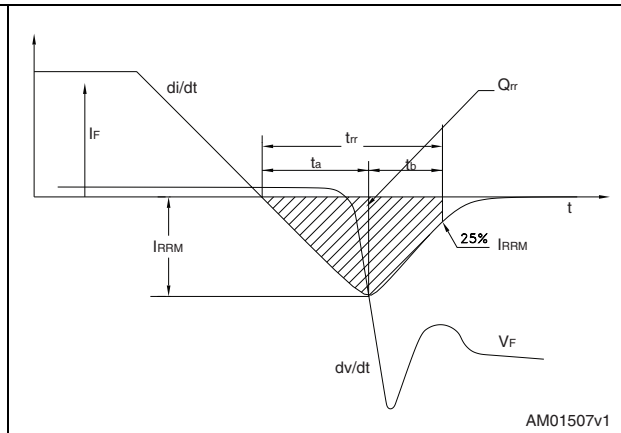 di/dt
Qrr
IF
trr
ta
tb
t
IRRM
25% IRRM
VF
dv/dt
AM01507v1